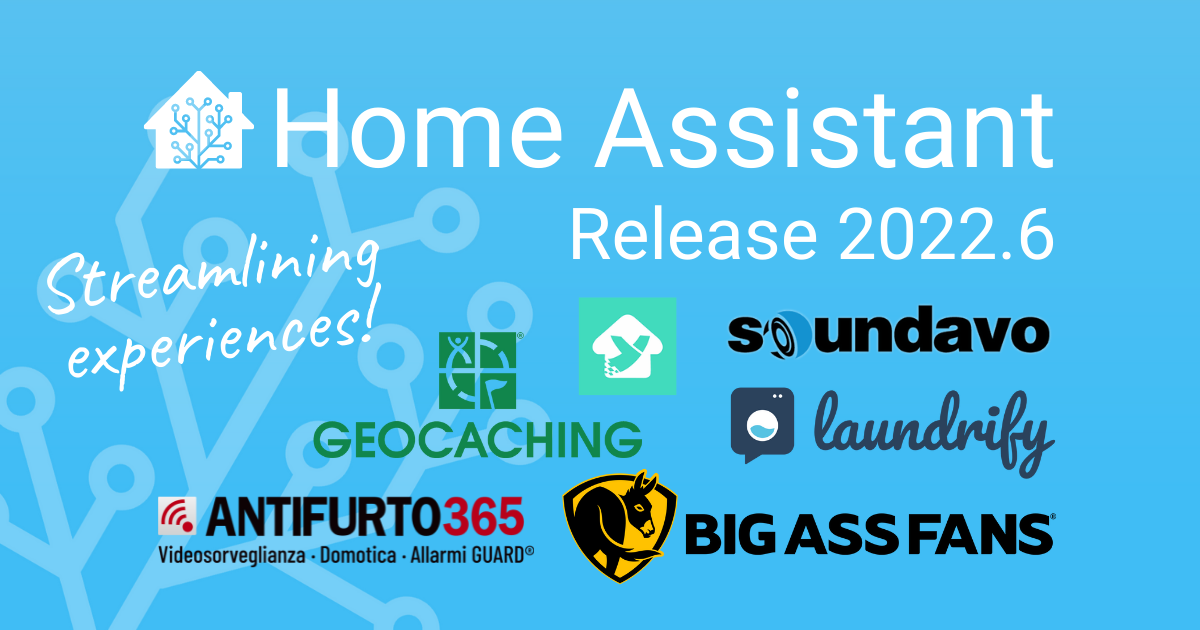 Home Assistant
Release 2022.6
Streamlining
experiences!
soundavo
GEOCACHING®
laundrify
ANTIFURTO365
Videosorveglianza · Domotica · Allarmi GUARD®
BIG ASS FANS®